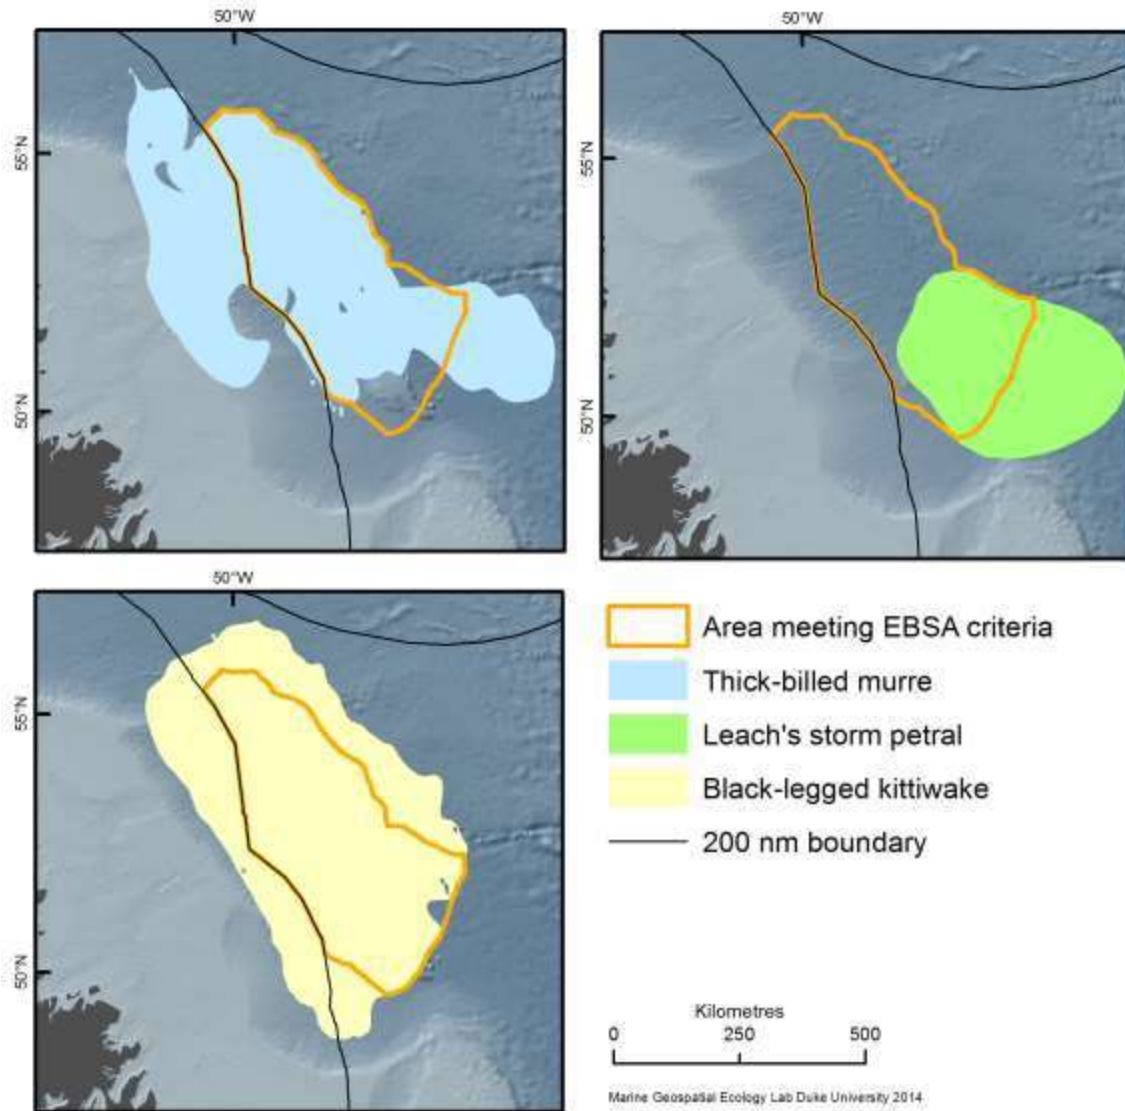 50°W
50°W
55°N
55°N
50°N
50°N
50°W
55°N
50°N
Area meeting EBSA criteria
Thick-billed murre
Leach's storm petral
Black-legged kittiwake
200 nm boundary
Kilometres
0 250 500
Marine Geospatial Ecology Lab Duke University 2014